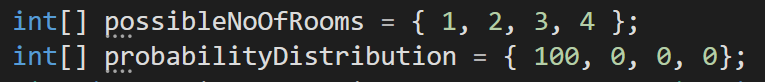 int[] possibleNoOfRooms = { 1, 2, 3, 4 };
int[] probabilityDistribution = { 100, 0, 0, 0};